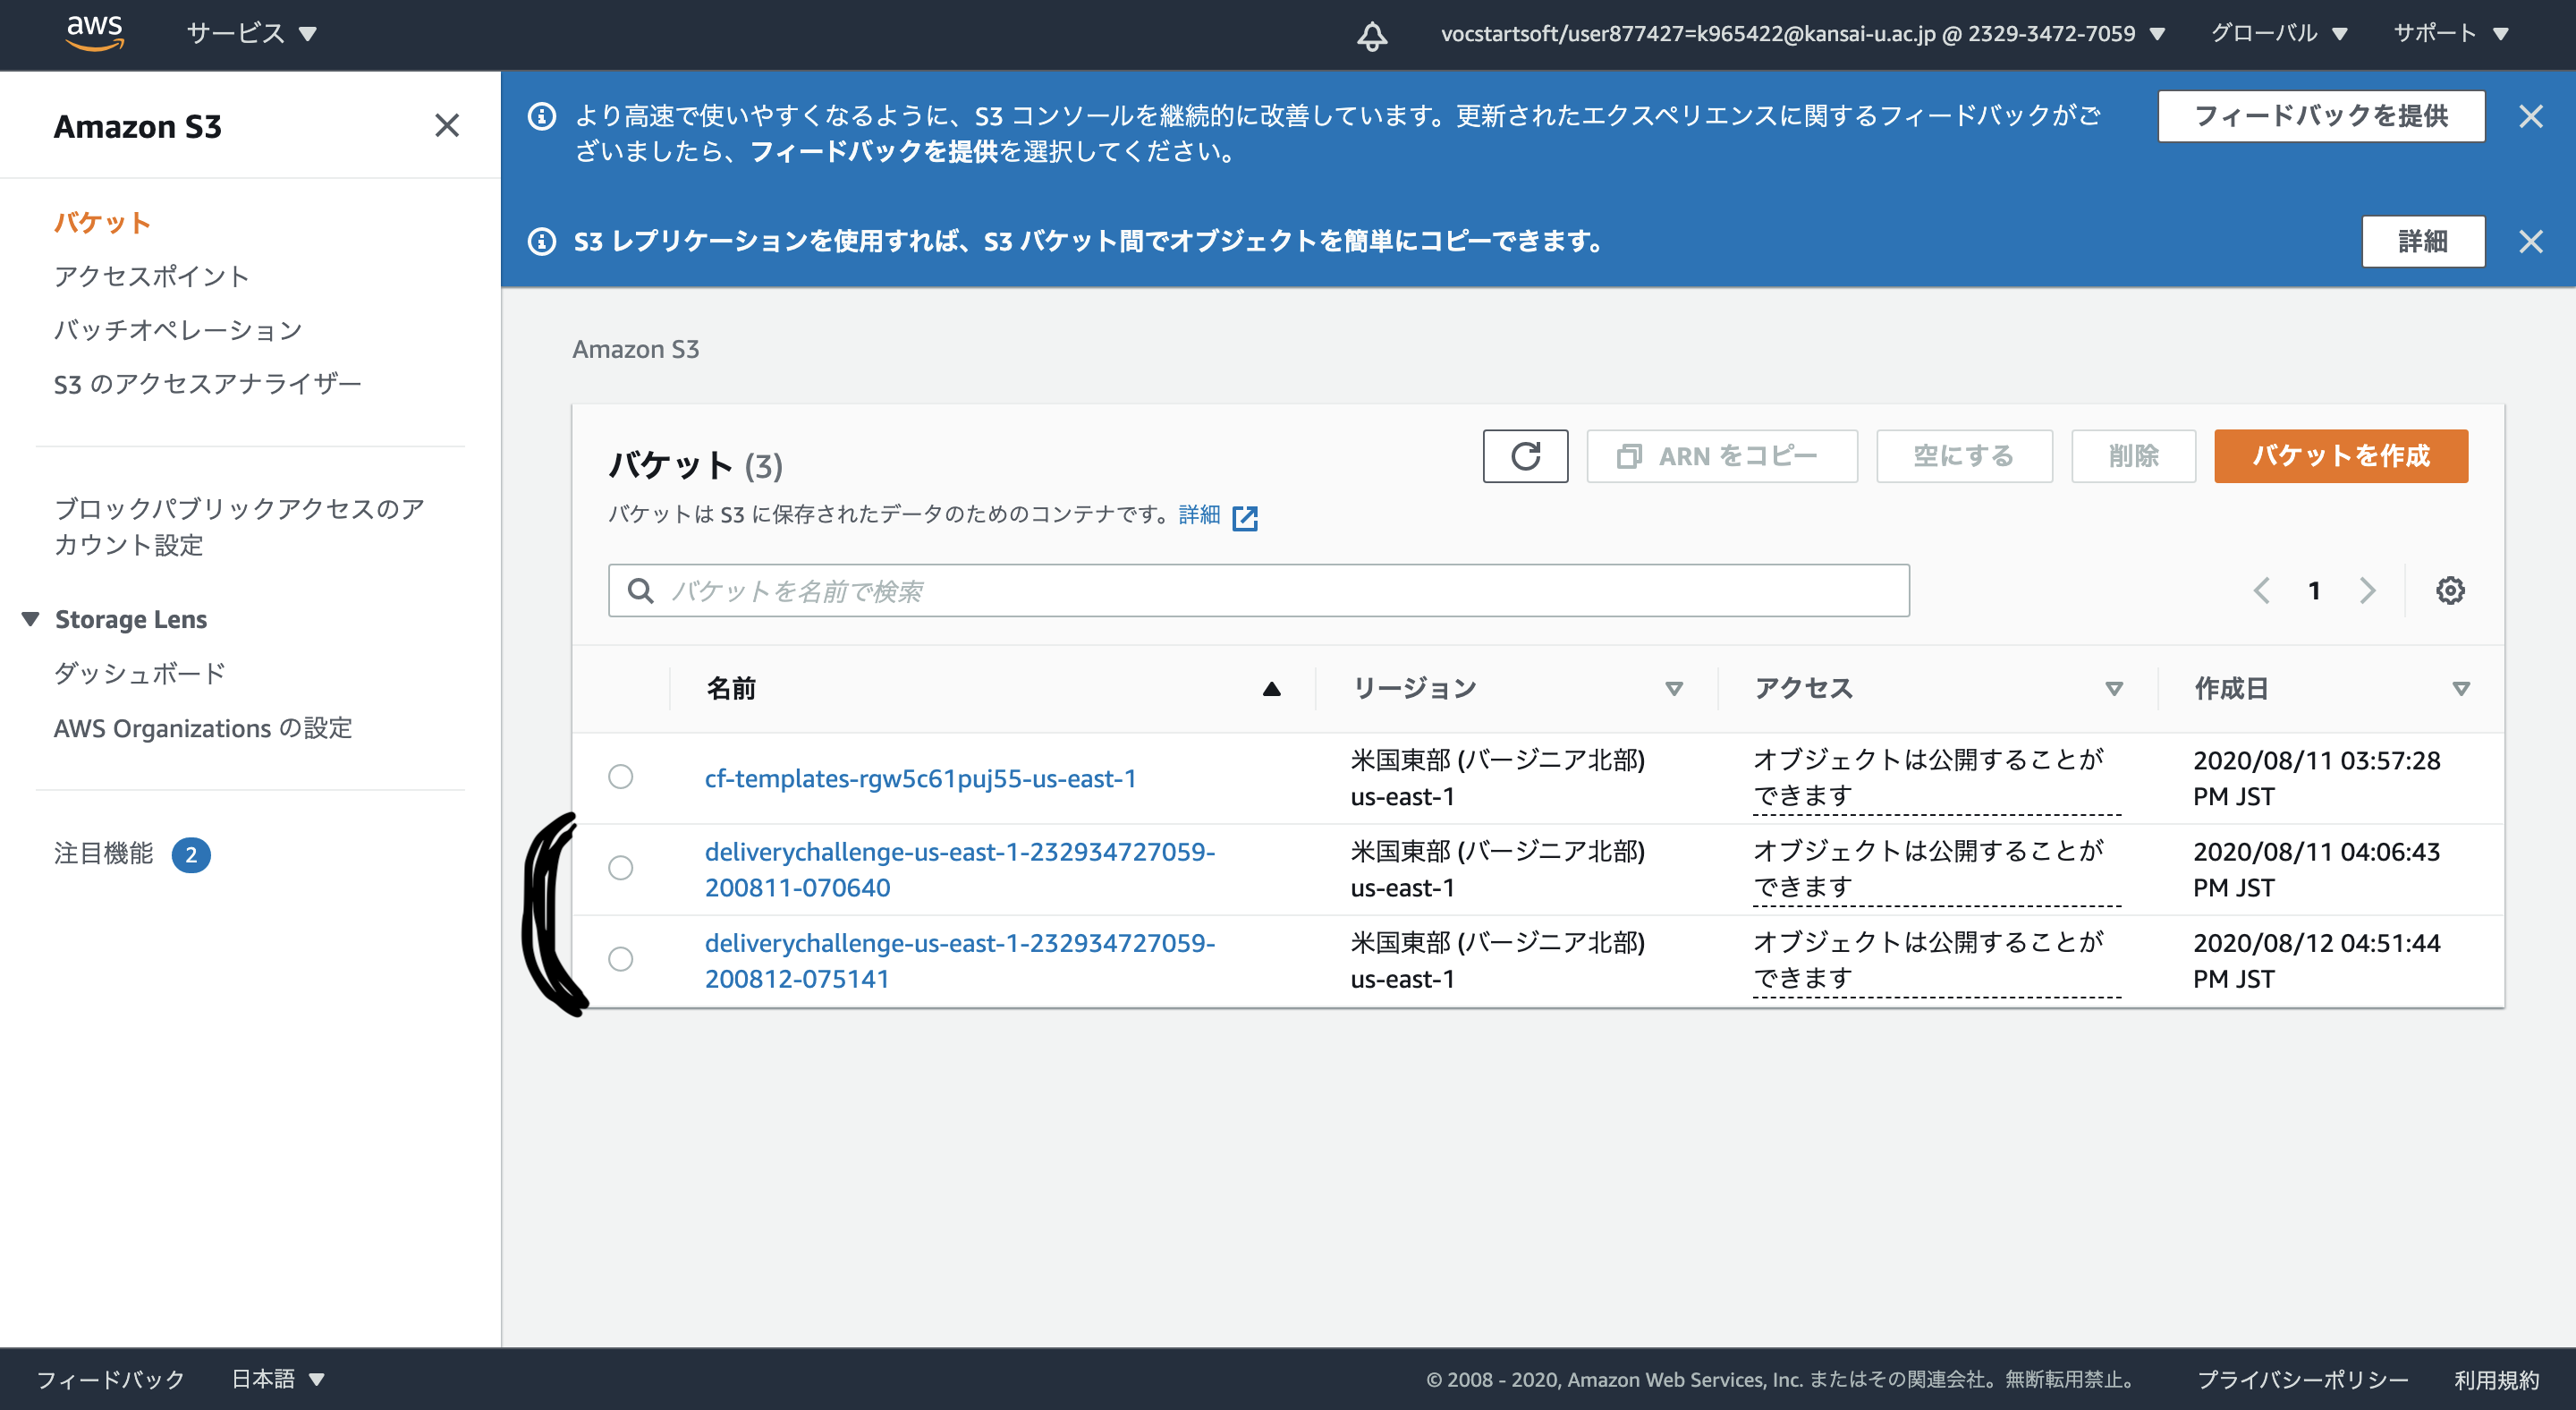 aws
サービス
vocstartsoft/user877427=k965422@kansai-u.ac.jp @ 2329-3472-7059
グローバル
サポート
Amazon S3
バケット
アクセスポイント
バッチオペレーション
S3 のアクセスアナライザー
ブロックパブリックアクセスのア
カウント設定
Storage Lens
ダッシュボード
AWS Organizations の設定
注目機能 2
より高速で使いやすくなるように、S3 コンソールを継続的に改善しています。更新されたエクスペリエンスに関するフィードバックがご
ざいましたら、フィードバックを提供を選択してください。
フィードバックを提供
S3 レプリケーションを使用すれば、S3 バケット間でオブジェクトを簡単にコピーできます。
詳細
Amazon S3
バケット (3)
ARN をコピー
空にする
削除
バケットを作成
バケットは S3 に保存されたデータのためのコンテナです。詳細
バケットを名前で検索
1
名前
リージョン
アクセス
作成日
cf-templates-rgw5c61puj55-us-east-1
米国東部 (バージニア北部)
us-east-1
オブジェクトは公開することが
できます
2020/08/11 03:57:28
PM JST
deliverychallenge-us-east-1-232934727059-
200811-070640
米国東部 (バージニア北部)
us-east-1
オブジェクトは公開することが
できます
2020/08/11 04:06:43
PM JST
deliverychallenge-us-east-1-232934727059-
200812-075141
米国東部 (バージニア北部)
us-east-1
オブジェクトは公開することが
できます
2020/08/12 04:51:44
PM JST
フィードバック
日本語
© 2008 - 2020, Amazon Web Services, Inc. またはその関連会社。無断転用禁止。
プライバシーポリシー
利用規約